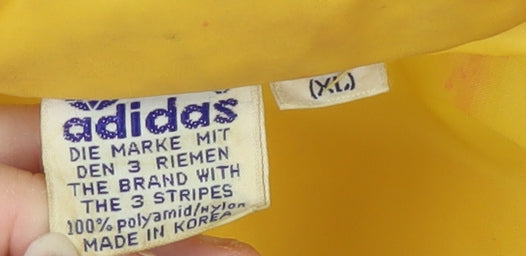 (XL)
adidas
DIE MARKE MIT
DEN 3 RIEMEN
THE BRAND WITH
THE 3 STRIPES
100% polyamid/Nylon
MADE IN KOREA